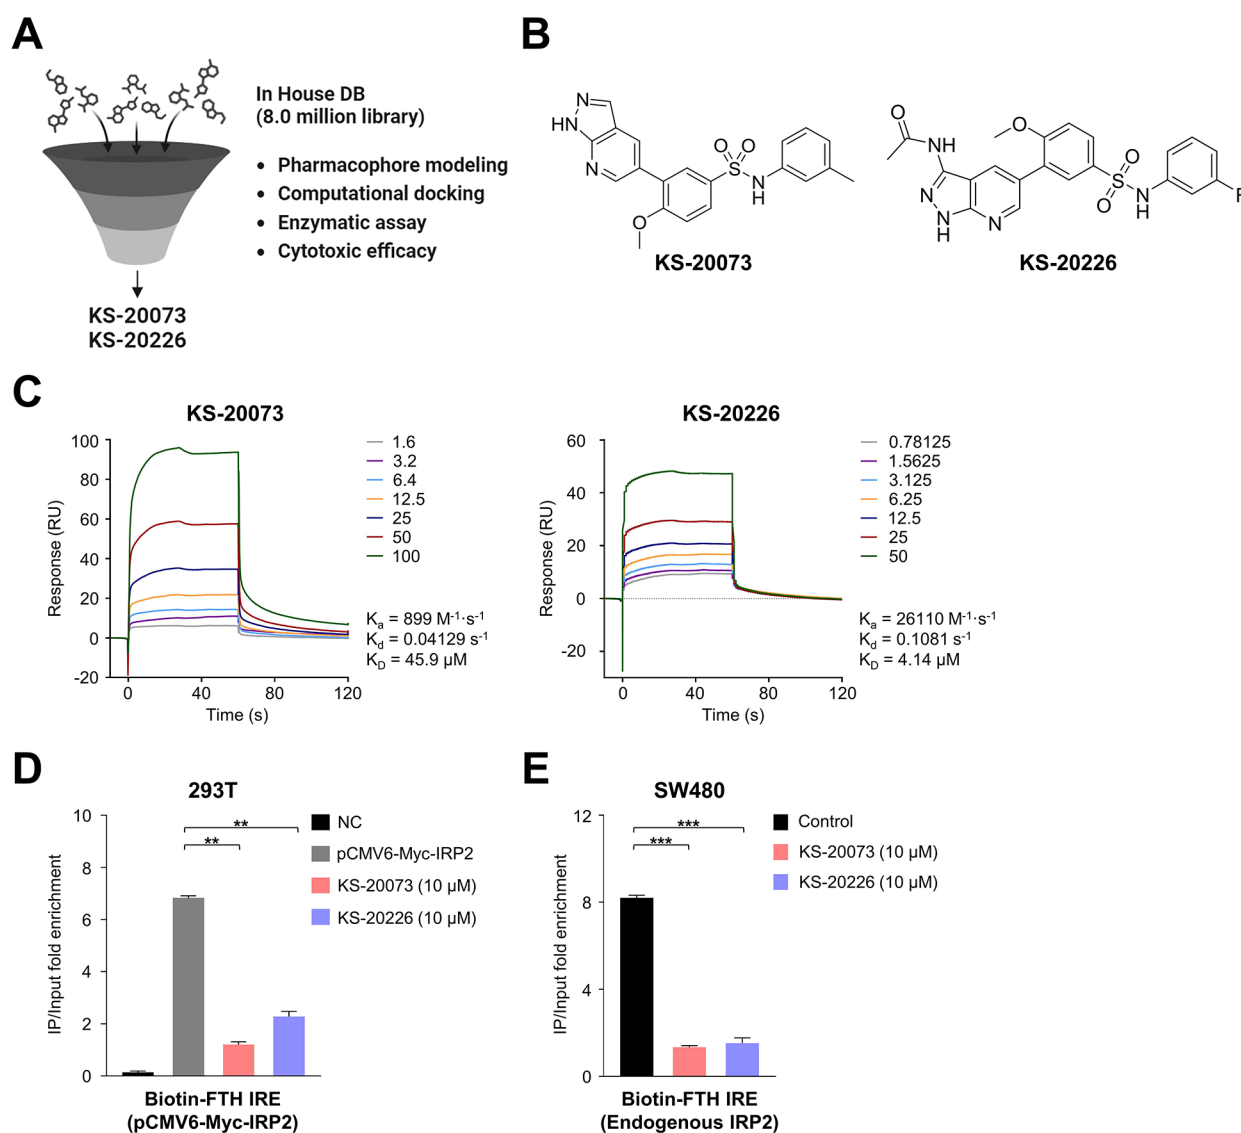 A
In House DB
(8.0 million library)
• Pharmacophore modeling
• Computational docking
• Enzymatic assay
• Cytotoxic efficacy
KS-20073
KS-20226
B
N
HN
N
O
O
S
N
H
O
KS-20073
O
NH
N
N
H
N
O
O
S
O
N
H
F
KS-20226
C
KS-20073
Response (RU)
100
80
60
40
20
0
-20
0
40
80
120
Time (s)
1.6
3.2
6.4
12.5
25
50
100
Ka = 899 M⁻¹·s⁻¹
Kd = 0.04129 s⁻¹
KD = 45.9 µM
KS-20226
Response (RU)
60
40
20
0
-20
0
40
80
120
Time (s)
0.78125
1.5625
3.125
6.25
12.5
25
50
Ka = 26110 M⁻¹·s⁻¹
Kd = 0.1081 s⁻¹
KD = 4.14 µM
D
293T
IP/Input fold enrichment
10
8
6
4
2
0
**
**
NC
pCMV6-Myc-IRP2
KS-20073 (10 µM)
KS-20226 (10 µM)
Biotin-FTH IRE
(pCMV6-Myc-IRP2)
E
SW480
IP/Input fold enrichment
12
8
4
0
***
***
Control
KS-20073 (10 µM)
KS-20226 (10 µM)
Biotin-FTH IRE
(Endogenous IRP2)